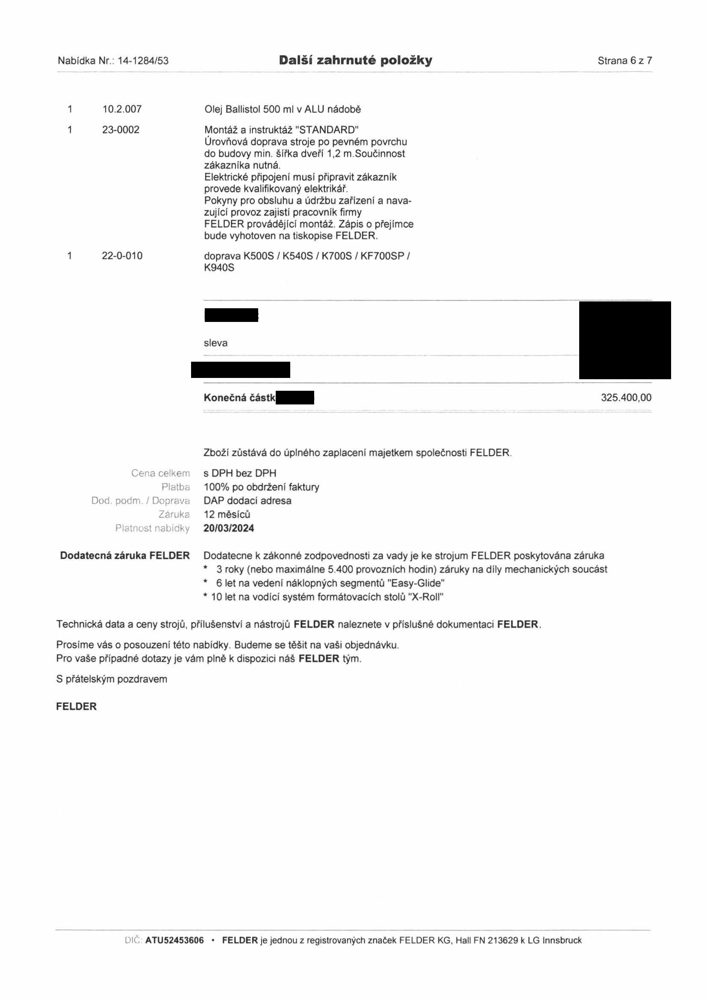 Nabídka Nr.: 14-1284/53 Další zahrnuté položky Strana 6 z 7
1 10.2.007 Olej Ballistol 500 ml v ALU nádobě
1 23-0002 Montáž a instruktáž "STANDARD"
Úrovňová doprava stroje po pevném povrchu
do budovy min. šířka dveří 1,2 m.Součinnost
zákazníka nutná.
Elektrické připojení musí připravit zákazník
provede kvalifikovaný elektrikář.
Pokyny pro obsluhu a údržbu zařízení a nava-
zující provoz zajistí pracovník firmy
FELDER provádějící montáž. Zápis o přejímce
bude vyhotoven na tiskopise FELDER.
1 22-0-010 doprava K500S / K540S / K700S / KF700SP /
K940S
sleva
Konečná částk 325.400,00
Zboží zůstává do úplného zaplacení majetkem společnosti FELDER.
Cena celkem s DPH bez DPH
Platba 100% po obdržení faktury
Dod. podm. / Doprava DAP dodací adresa
Záruka 12 měsíců
Platnost nabídky 20/03/2024
Dodatecná záruka FELDER Dodatecne k zákonné zodpovednosti za vady je ke strojum FELDER poskytována záruka
* 3 roky (nebo maximálne 5.400 provozních hodin) záruky na díly mechanických soucást
* 6 let na vedení náklopných segmentů "Easy-Glide"
* 10 let na vodící systém formátovacích stolů "X-Roll"
Technická data a ceny strojů, přílušenství a nástrojů FELDER naleznete v příslušné dokumentaci FELDER.
Prosíme vás o posouzení této nabídky. Budeme se těšit na vaši objednávku.
Pro vaše případné dotazy je vám plně k dispozici náš FELDER tým.
S přátelským pozdravem
FELDER
DIČ: ATU52453606 • FELDER je jednou z registrovaných značek FELDER KG, Hall FN 213629 k LG Innsbruck